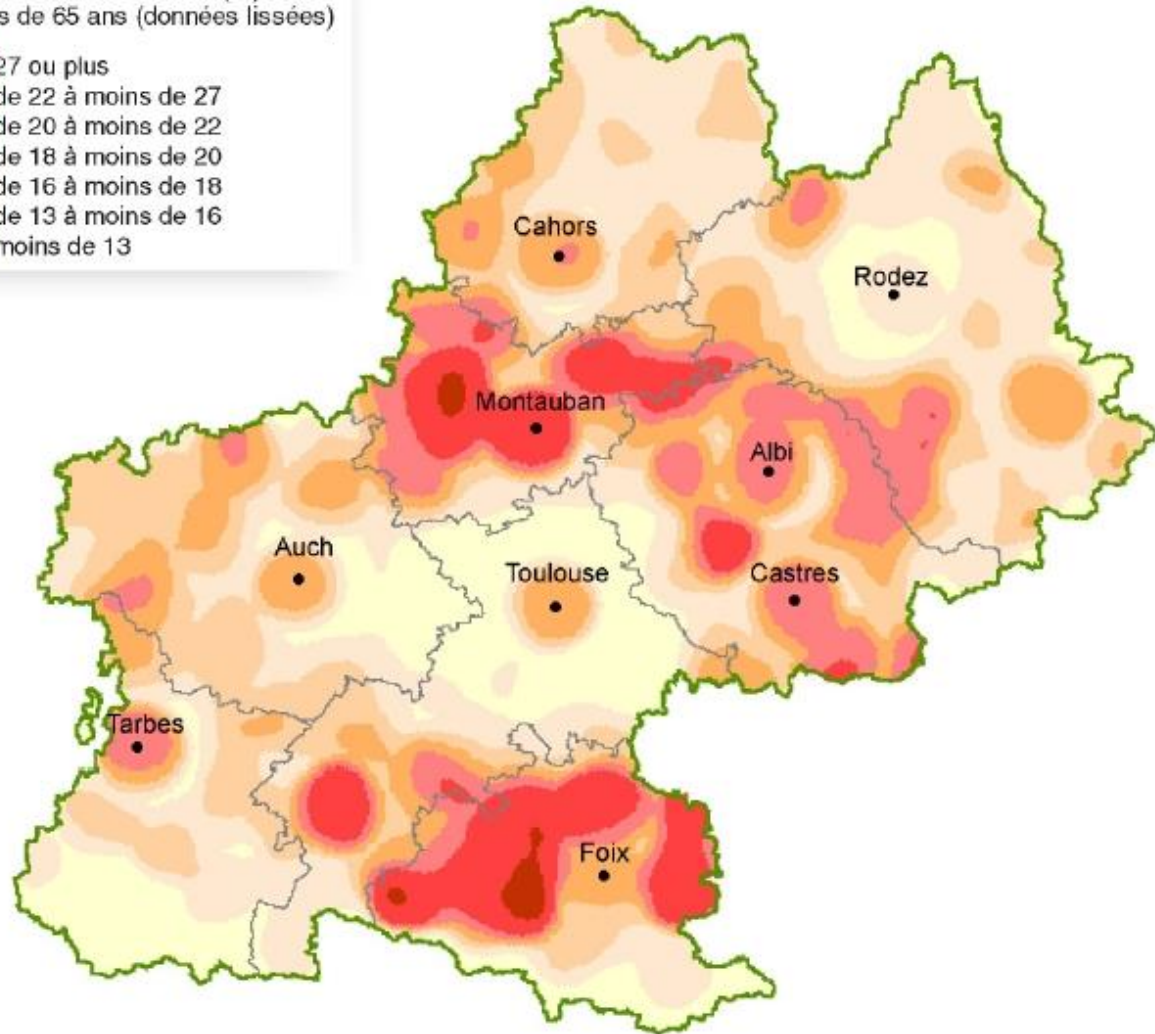 s de 65 ans (données lissées)
27 ou plus
de 22 à moins de 27
de 20 à moins de 22
de 18 à moins de 20
de 16 à moins de 18
de 13 à moins de 16
moins de 13
Cahors
Rodez
Montauban
Albi
Auch
Toulouse
Castres
Tarbes
Foix